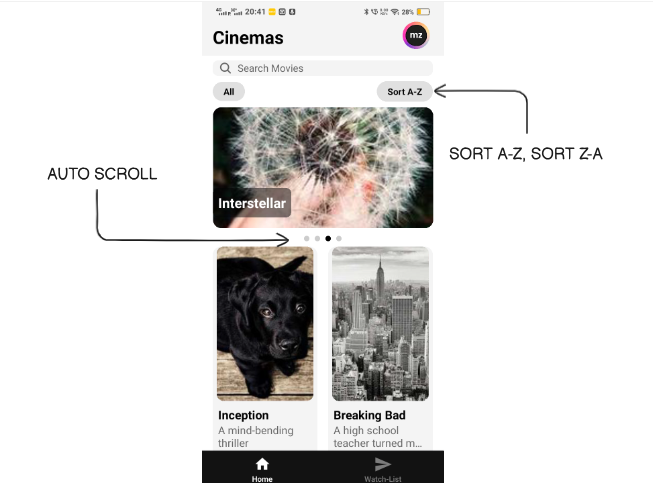 20:41
28%
Cinemas
mz
Search Movies
All
Sort A-Z
SORT A-Z, SORT Z-A
AUTO SCROLL
Interstellar
Inception
A mind-bending
thriller
Breaking Bad
A high school
teacher turned m...
Home
Watch-List